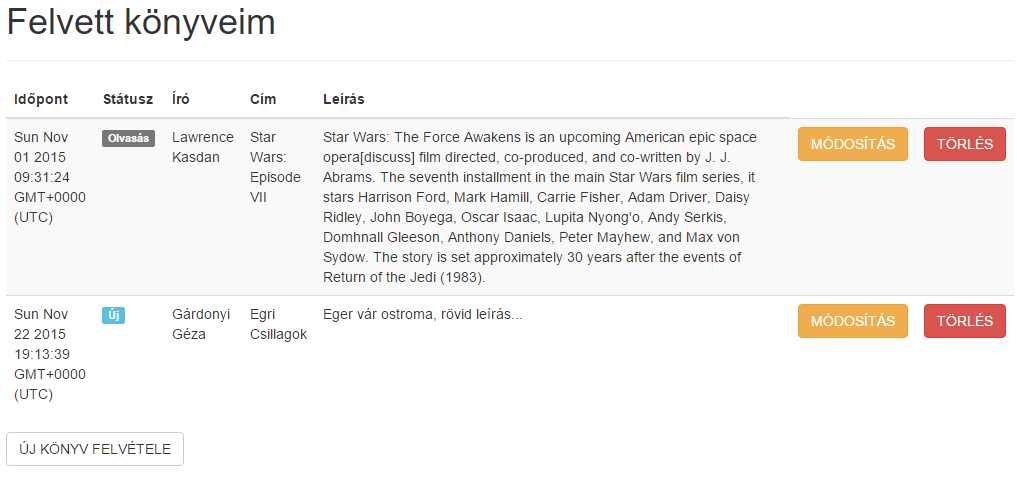 Felvett könyveim
Időpont Státusz Író Cím Leírás
Sun Nov
01 2015
09:31:24
GMT+0000
(UTC)
Olvasás
Lawrence
Kasdan
Star
Wars:
Episode
VII
Star Wars: The Force Awakens is an upcoming American epic space
opera[discuss] film directed, co-produced, and co-written by J. J.
Abrams. The seventh installment in the main Star Wars film series, it
stars Harrison Ford, Mark Hamill, Carrie Fisher, Adam Driver, Daisy
Ridley, John Boyega, Oscar Isaac, Lupita Nyong'o, Andy Serkis,
Domhnall Gleeson, Anthony Daniels, Peter Mayhew, and Max von
Sydow. The story is set approximately 30 years after the events of
Return of the Jedi (1983).
MÓDOSÍTÁS
TÖRLÉS
Sun Nov
22 2015
19:13:39
GMT+0000
(UTC)
Új
Gárdonyi
Géza
Egri
Csillagok
Eger vár ostroma, rövid leírás...
MÓDOSÍTÁS
TÖRLÉS
ÚJ KÖNYV FELVÉTELE